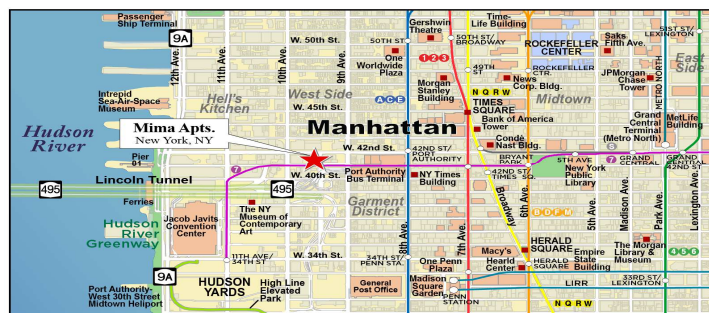 Passenger
Ship Terminal
9A
12th Ave.
11th Ave.
10th Ave.
9th Ave.
W. 50th St.
50TH ST
One
Worldwide
Plaza
Gershwin
Theatre
1 2 3
50TH ST/
BROADWAY
Time-
Life Building
ROCKEFELLER
CENTER
Saks
Fifth Ave.
51ST ST/
LEXINGTON
East
Side
49TH
ST
ROCKEFELLER
CTR.
Morgan
Stanley
Building
News
Corp. Bldg.
JPMorgan
Chase
Tower
METRO NORTH
Intrepid
Sea-Air-Space
Museum
Hell's
Kitchen
West Side
W. 45th St.
A C E
N Q R W
TIMES
SQUARE
Midtown
Grand
Central
Terminal
(Metro North)
MetLife
Building
Hudson
River
Mima Apts.
New York, NY
Manhattan
Bank of America
Tower
Condé
Nast Bldg.
S
W. 42nd St.
42ND ST/
PORT
AUTHORITY
BRYANT
PARK
5TH AVE
7
GRAND
CENTRAL
GRAND
CENTRAL
42ND ST
Pier
81
7
495
Lincoln Tunnel
495
W. 40th St.
Port Authority
Bus Terminal
NY Times
Building
42ND ST/
TIMES SQ.
New York
Public
Library
Ferries
Hudson
River
Greenway
Jacob Javits
Convention
Center
The NY
Museum of
Contemporary
Art
Garment
District
8th Ave.
7th Ave.
Broadway
6th Ave.
5th Ave.
Madison Ave.
Park Ave.
Lexington Ave.
B D F M
11TH AVE/
34TH ST
W. 34th St.
34TH ST/
PENN STA.
One Penn
Plaza
Macy's
Hearld
Center
HERALD
SQUARE
HERALD
SQUARE
Empire
State
Building
The Morgan
Library &
Museum
4 5 6
9A
Port Authority-
West 30th Street
Midtown Heliport
HUDSON
YARDS
High Line
Elevated
Park
General
Post Office
Madison
Square
Garden
PENN
STATION
LIRR
33RD ST/
LEXINGTON
N Q R W